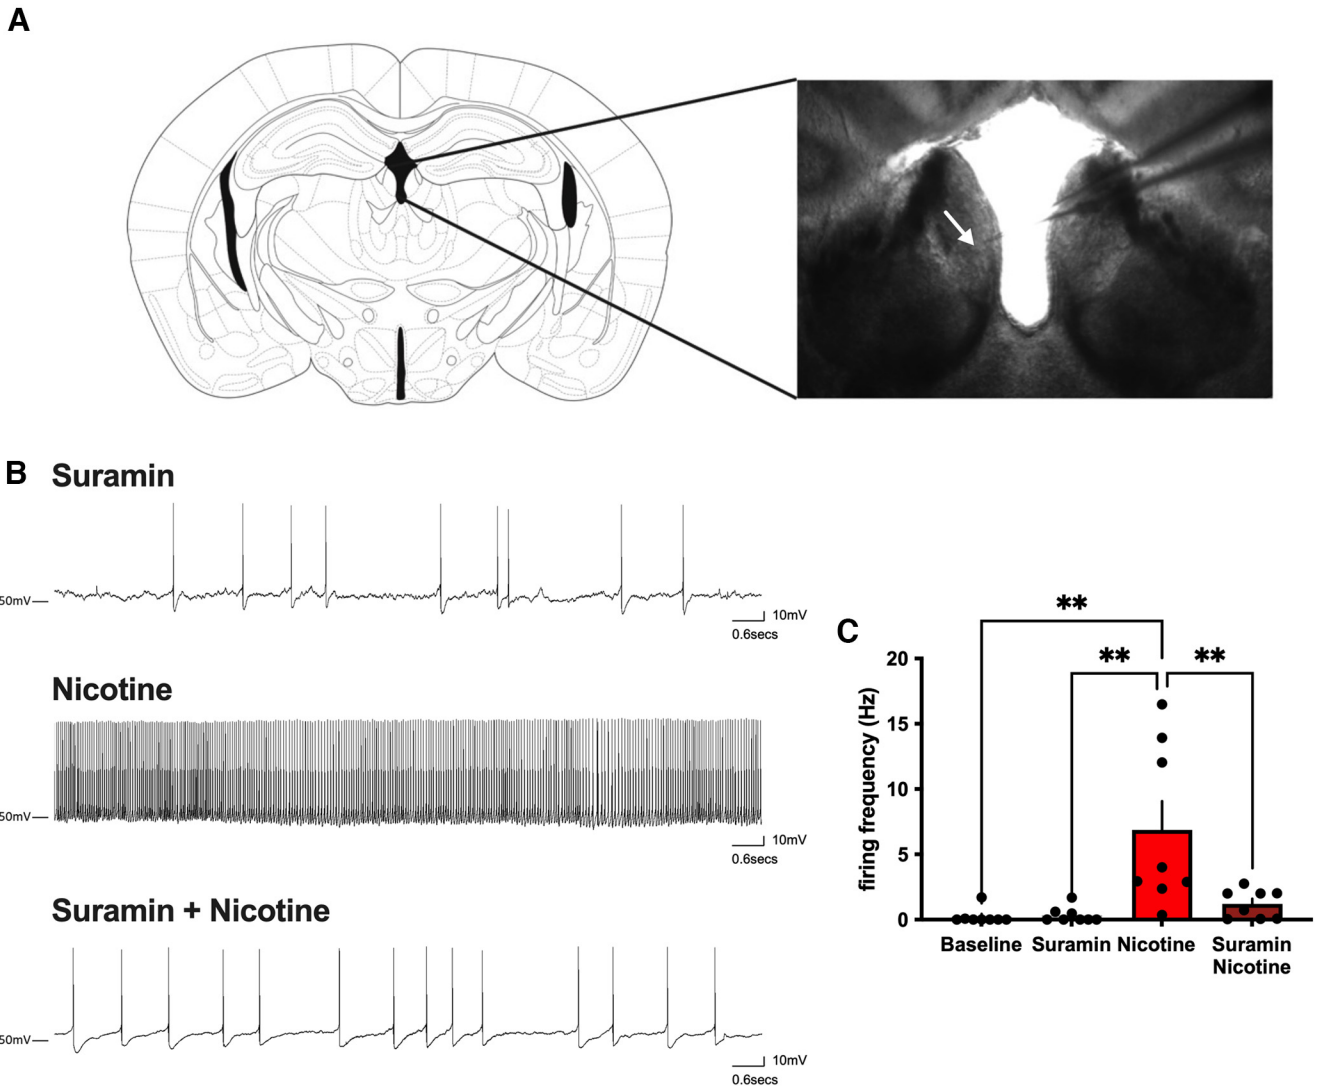 A
B
Suramin
50mV
10mV
0.6secs
Nicotine
50mV
10mV
0.6secs
Suramin + Nicotine
50mV
10mV
0.6secs
C
**
** **
20
15
10
5
0
firing frequency (Hz)
Baseline Suramin Nicotine Suramin
Nicotine